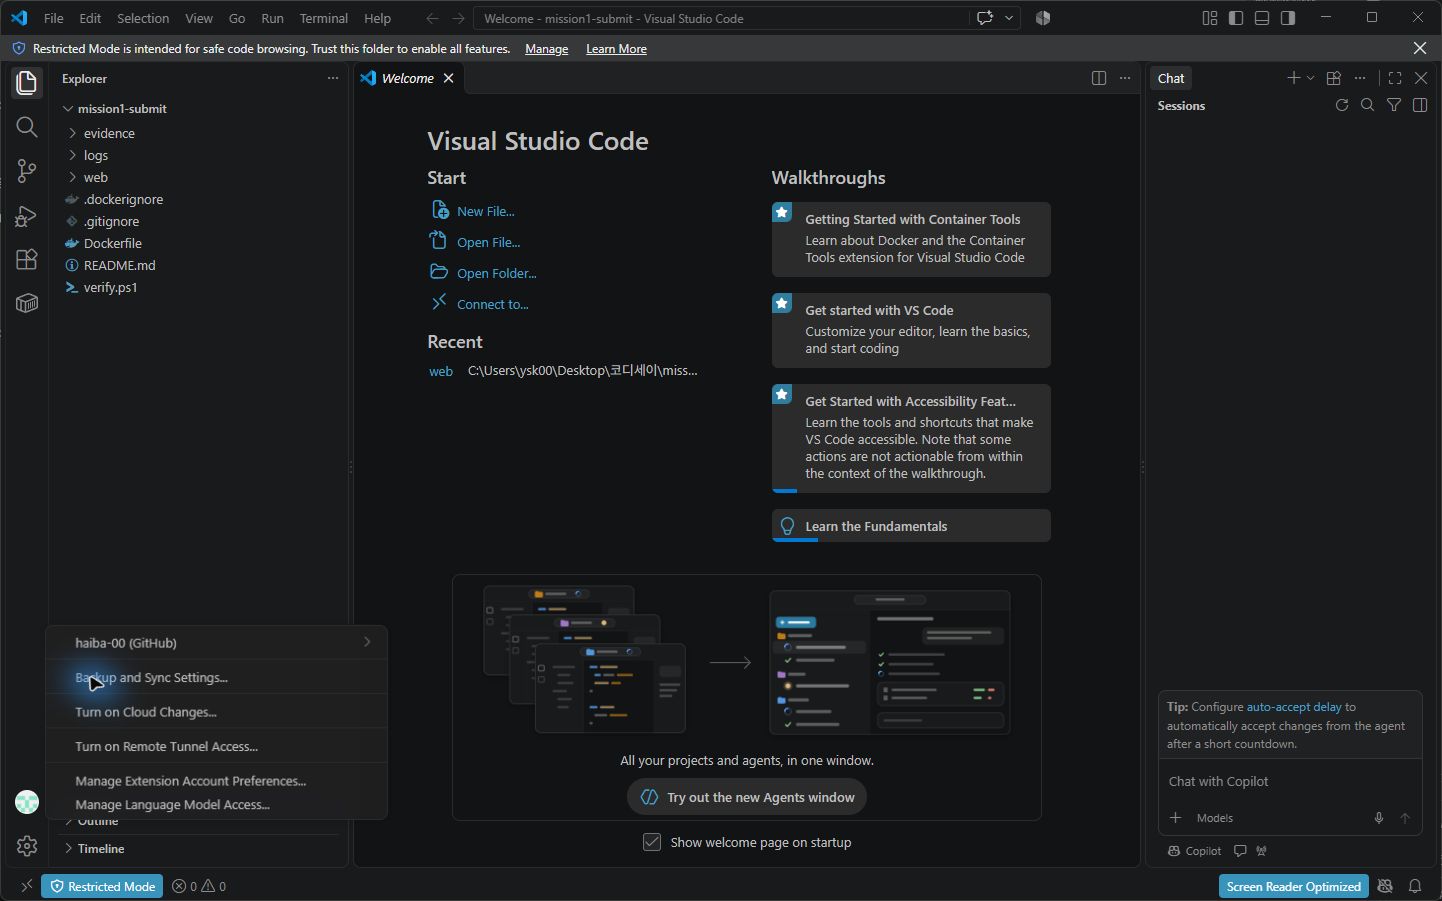 File Edit Selection View Go Run Terminal Help
Welcome - mission1-submit - Visual Studio Code
Restricted Mode is intended for safe code browsing. Trust this folder to enable all features. Manage Learn More
Explorer
mission1-submit
evidence
logs
web
.dockerignore
.gitignore
Dockerfile
README.md
verify.ps1
haiba-00 (GitHub)
Backup and Sync Settings...
Turn on Cloud Changes...
Turn on Remote Tunnel Access...
Manage Extension Account Preferences...
Manage Language Model Access...
Outline
Timeline
Welcome
Visual Studio Code
Start
New File...
Open File...
Open Folder...
Connect to...
Recent
web C:\Users\ysk00\Desktop\코디세이\miss...
Walkthroughs
Getting Started with Container Tools
Learn about Docker and the Container
Tools extension for Visual Studio Code
Get started with VS Code
Customize your editor, learn the basics,
and start coding
Get Started with Accessibility Feat...
Learn the tools and shortcuts that make
VS Code accessible. Note that some
actions are not actionable from within
the context of the walkthrough.
Learn the Fundamentals
All your projects and agents, in one window.
Try out the new Agents window
Show welcome page on startup
Chat
Sessions
Tip: Configure auto-accept delay to
automatically accept changes from the agent
after a short countdown.
Chat with Copilot
Models
Copilot
Restricted Mode 0 0
Screen Reader Optimized